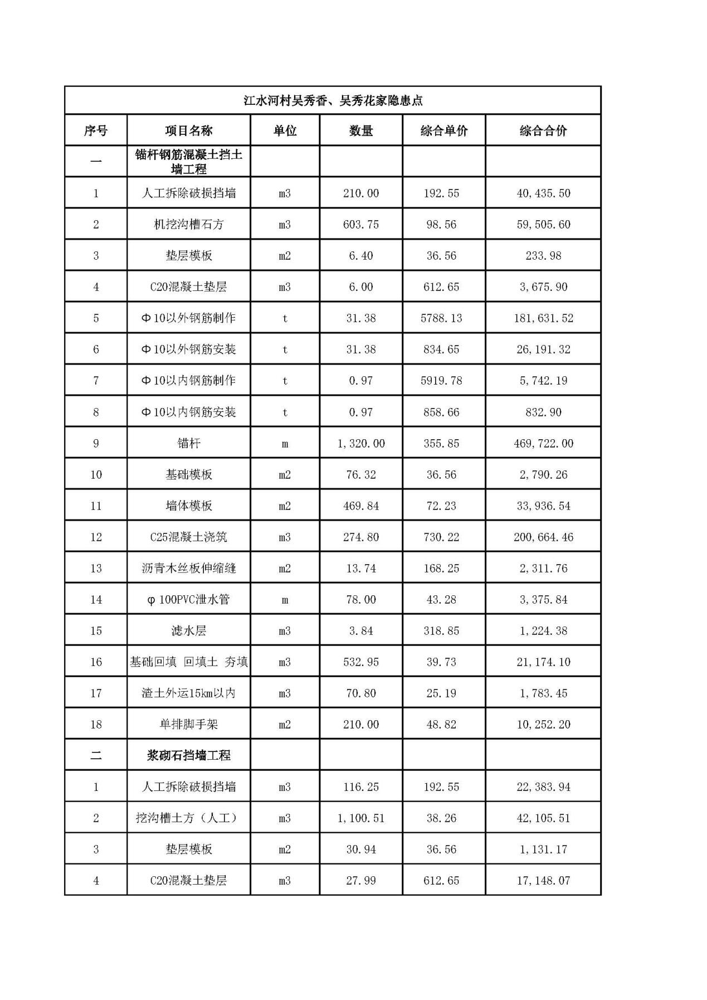 江水河村吴秀香、吴秀花家隐患点
序号 项目名称 单位 数量 综合单价 综合合价
一 锚杆钢筋混凝土挡土
墙工程
1 人工拆除破损挡墙 m3 210.00 192.55 40,435.50
2 机挖沟槽石方 m3 603.75 98.56 59,505.60
3 垫层模板 m2 6.40 36.56 233.98
4 C20混凝土垫层 m3 6.00 612.65 3,675.90
5 Φ10以外钢筋制作 t 31.38 5788.13 181,631.52
6 Φ10以外钢筋安装 t 31.38 834.65 26,191.32
7 Φ10以内钢筋制作 t 0.97 5919.78 5,742.19
8 Φ10以内钢筋安装 t 0.97 858.66 832.90
9 锚杆 m 1,320.00 355.85 469,722.00
10 基础模板 m2 76.32 36.56 2,790.26
11 墙体模板 m2 469.84 72.23 33,936.54
12 C25混凝土浇筑 m3 274.80 730.22 200,664.46
13 沥青木丝板伸缩缝 m2 13.74 168.25 2,311.76
14 φ100PVC泄水管 m 78.00 43.28 3,375.84
15 滤水层 m3 3.84 318.85 1,224.38
16 基础回填 回填土 夯填 m3 532.95 39.73 21,174.10
17 渣土外运15km以内 m3 70.80 25.19 1,783.45
18 单排脚手架 m2 210.00 48.82 10,252.20
二 浆砌石挡墙工程
1 人工拆除破损挡墙 m3 116.25 192.55 22,383.94
2 挖沟槽土方（人工） m3 1,100.51 38.26 42,105.51
3 垫层模板 m2 30.94 36.56 1,131.17
4 C20混凝土垫层 m3 27.99 612.65 17,148.07